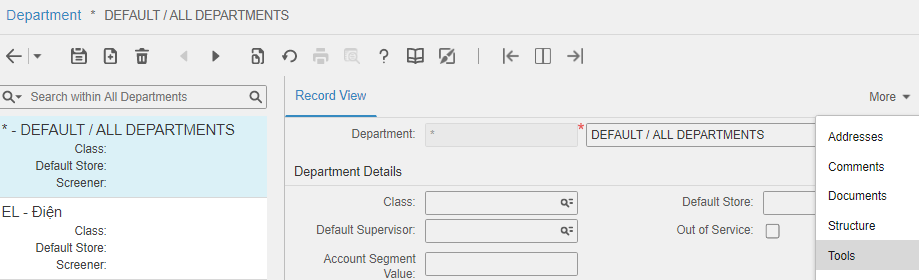 Department * DEFAULT / ALL DEPARTMENTS
Search within All Departments
Record View
More
* - DEFAULT / ALL DEPARTMENTS
Class:
Default Store:
Screener:
EL - Điện
Class:
Default Store:
Screener:
Department: * * DEFAULT / ALL DEPARTMENTS
Department Details
Class:
Default Store:
Default Supervisor:
Out of Service:
Account Segment
Value:
Addresses
Comments
Documents
Structure
Tools